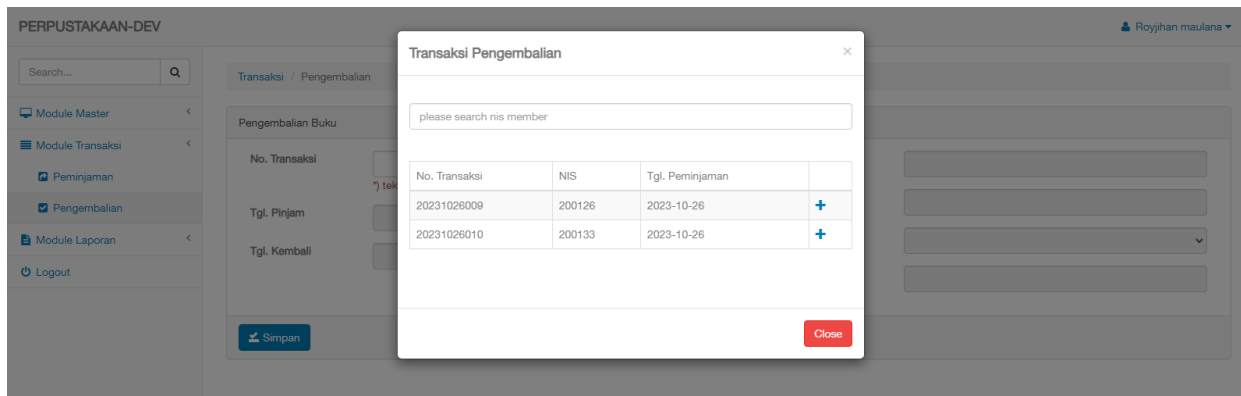 PERPUSTAKAAN-DEV
Royjihan maulana
Search...
Module Master
Module Transaksi
Peminjaman
Pengembalian
Module Laporan
Logout
Transaksi / Pengembalian
Pengembalian Buku
No. Transaksi
*) tek
Tgl. Pinjam
Tgl. Kembali
Simpan
Transaksi Pengembalian
×
please search nis member
No. Transaksi NIS Tgl. Peminjaman
20231026009 200126 2023-10-26 +
20231026010 200133 2023-10-26 +
Close